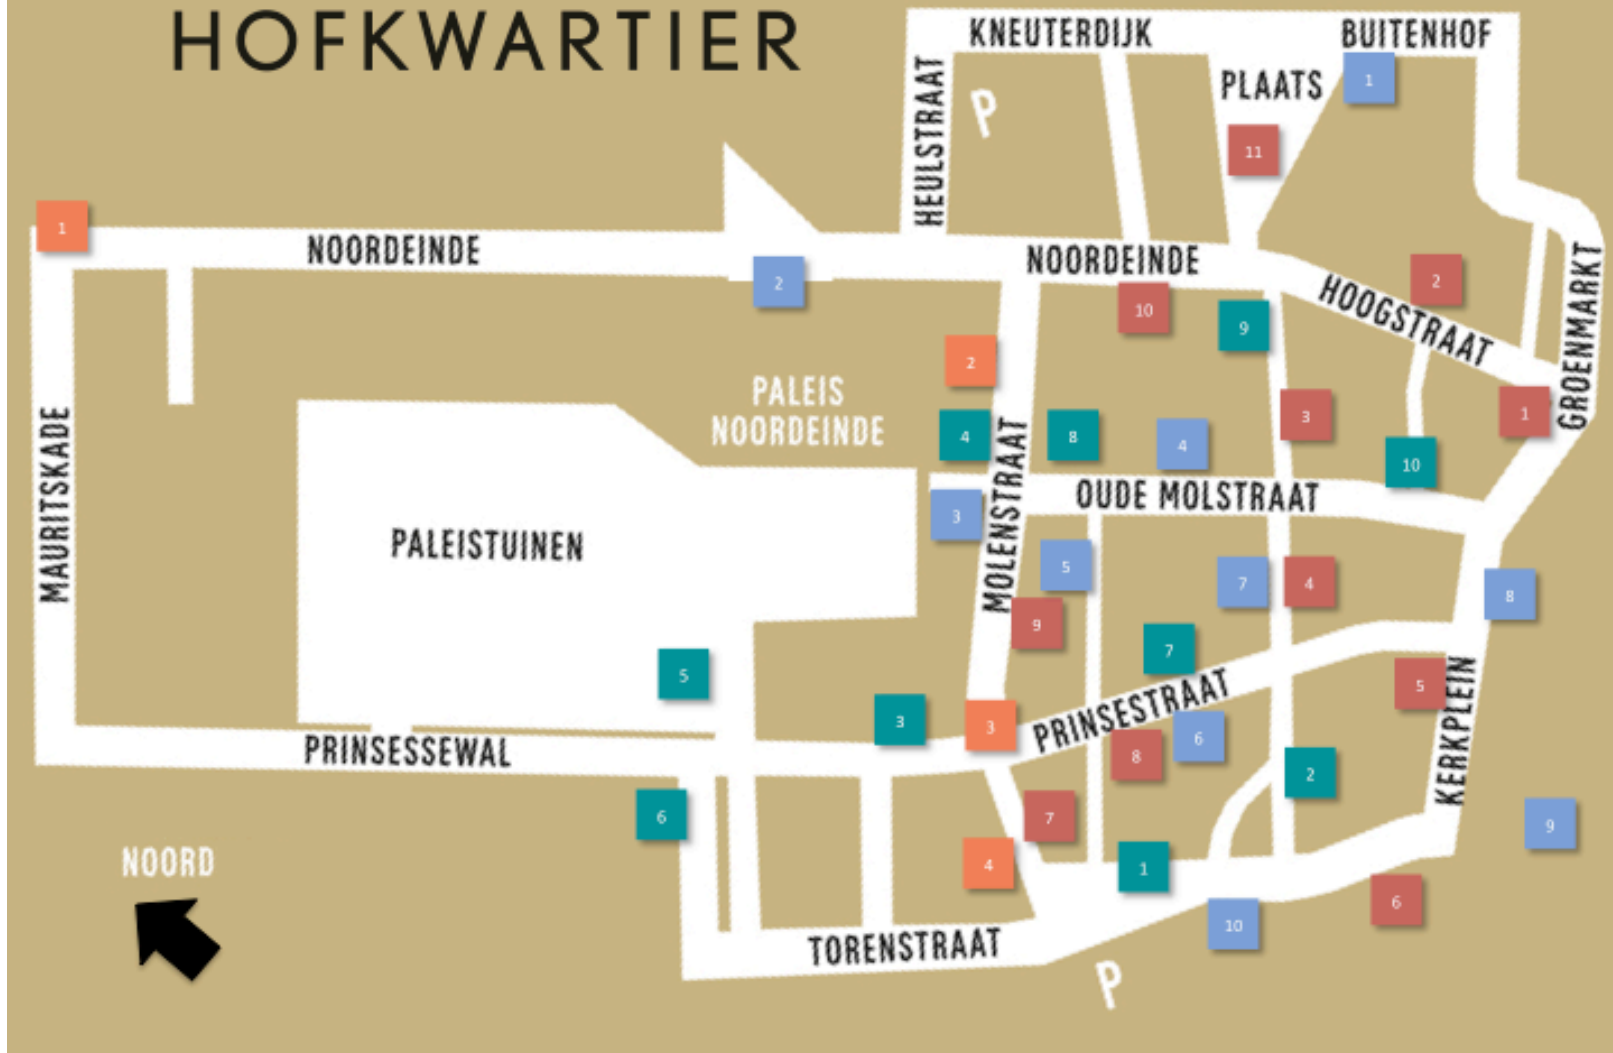 HOFKWARTIER
KNEUTERDIJK
BUITENHOF
HEULSTRAAT
P
PLAATS
1
11
1
NOORDEINDE
NOORDEINDE
2
2
HOOGSTRAAT
GROENMARKT
10
9
2
3
1
PALEIS
NOORDEINDE
4
8
4
10
MAURITSKADE
MOLENSTRAAT
OUDE MOLSTRAAT
3
PALEISTUINEN
5
7
4
8
9
7
5
5
3
3
PRINSESTRAAT
6
8
2
KERKPLEIN
PRINSESSEWAL
6
7
9
NOORD
4
1
6
10
TORENSTRAAT
P